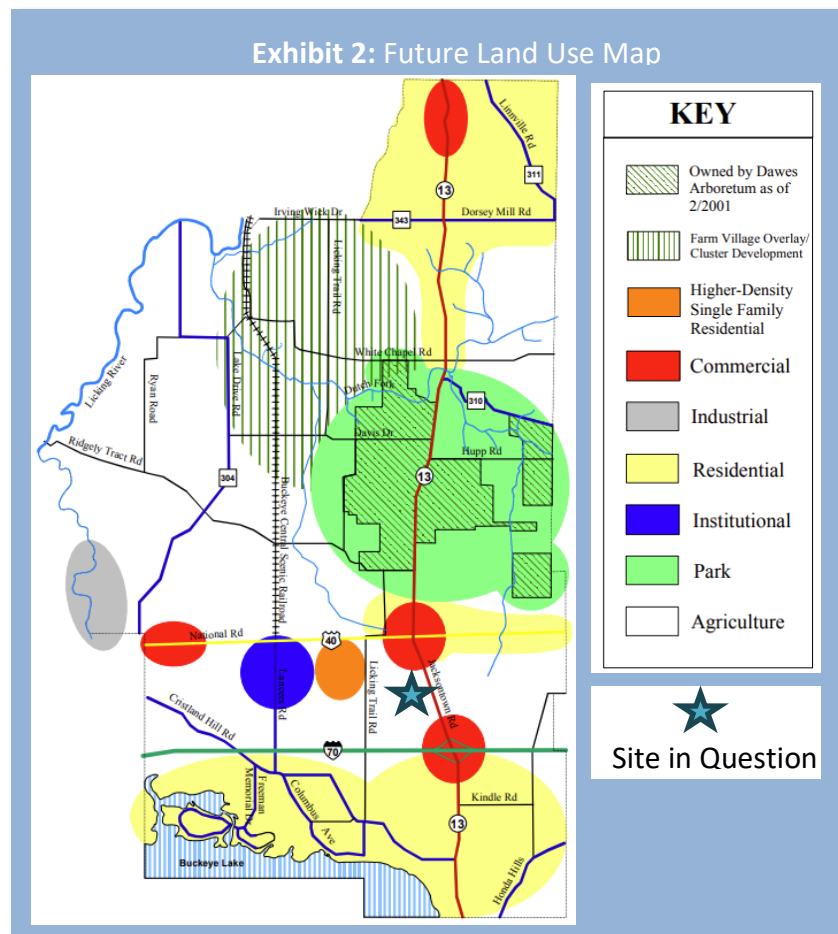 Exhibit 2: Future Land Use Map
Linnville Rd
311
13
Irving Wick Dr
343
Dorsey Mill Rd
Licking Trail Rd
White Chapel Rd
Licking River
Ryan Road
Lake Drive Rd
Dutch Fork
310
Davis Dr
Hupp Rd
Ridgely Tract Rd
13
304
Buckeye Central Scenic Railroad
National Rd
40
Lancers Rd
Licking Trail Rd
Jacksontown Rd
Cristland Hill Rd
70
Freeman
Memorial Dr
Columbus
Ave
Kindle Rd
13
Buckeye Lake
Honda Hills
KEY
Owned by Dawes
Arboretum as of
2/2001
Farm Village Overlay/
Cluster Development
Higher-Density
Single Family
Residential
Commercial
Industrial
Residential
Institutional
Park
Agriculture
Site in Question